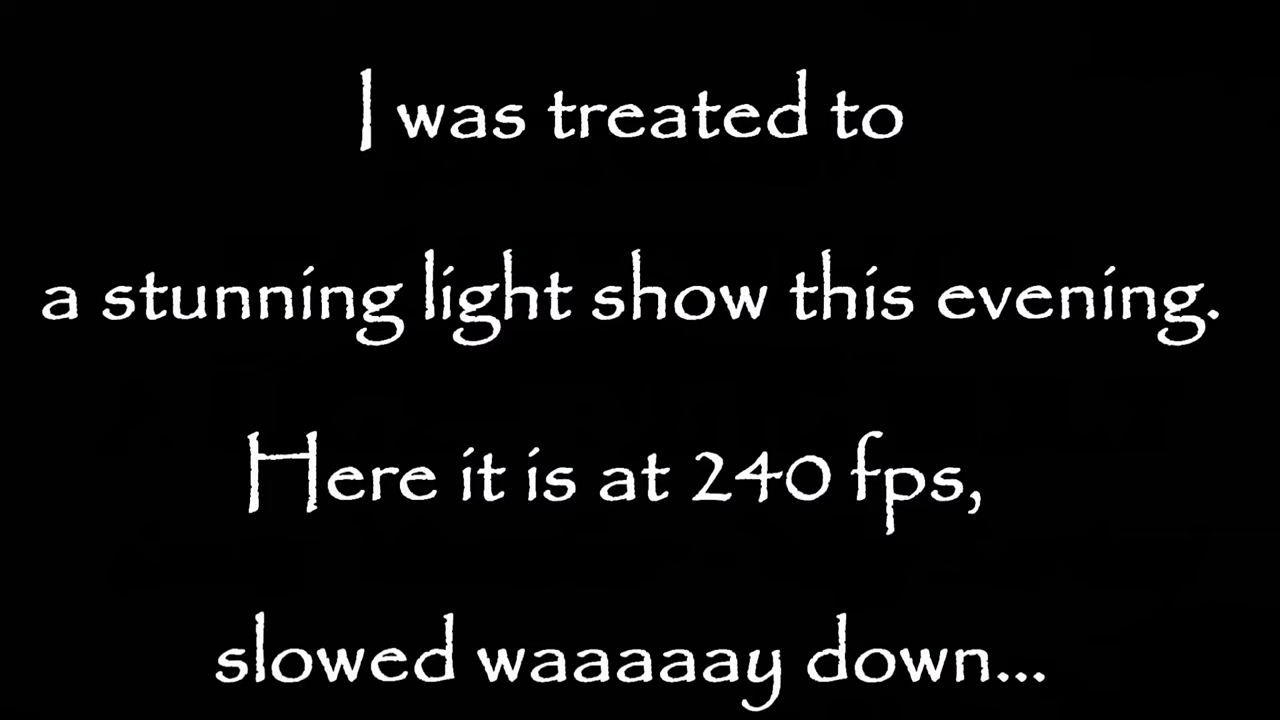 I was treated to
a stunning light show this evening.
Here it is at 240 fps,
slowed waaaaay down...